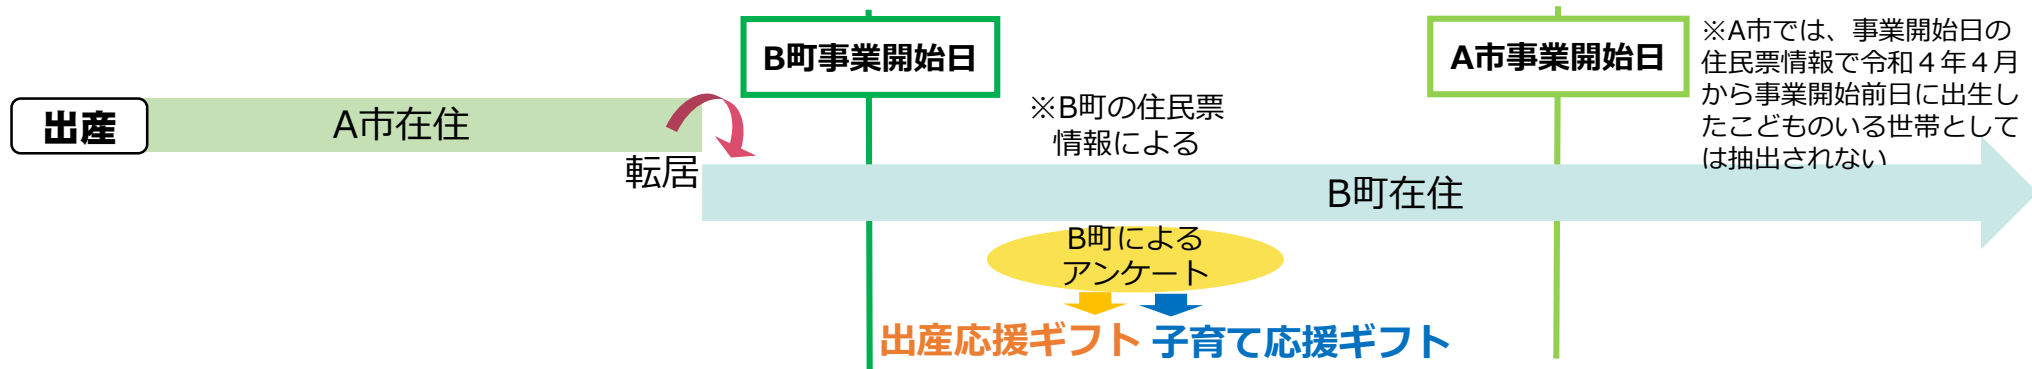 出産
A市在住
転居
B町事業開始日
※B町の住民票
情報による
A市事業開始日
※A市では、事業開始日の
住民票情報で令和４年４月
から事業開始前日に出生し
たこどものいる世帯として
は抽出されない
B町在住
B町による
アンケート
出産応援ギフト 子育て応援ギフト